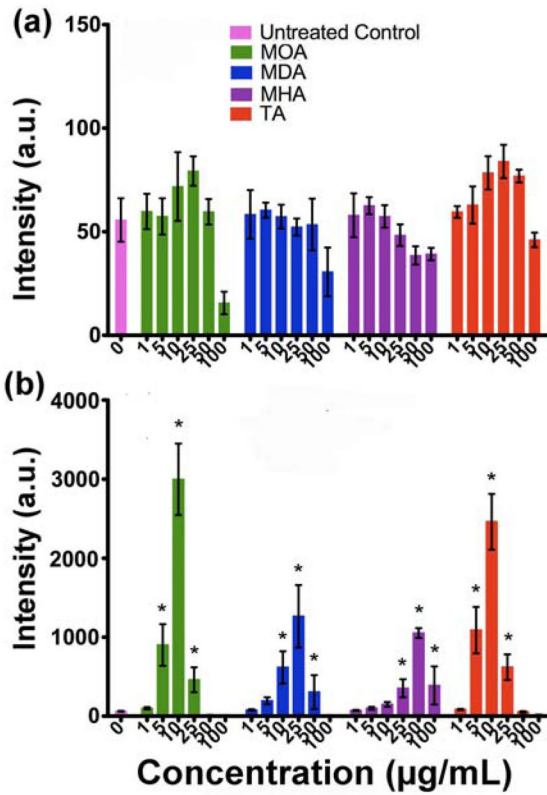 (a)
150
100
50
0
Intensity (a.u.)
Untreated Control
MOA
MDA
MHA
TA
0 1 5 10 25 50 100 1 5 10 25 50 100 1 5 10 25 50 100 1 5 10 25 50 100
(b)
4000
3000
2000
1000
0
Intensity (a.u.)
* * * * * * * * * * * *
0 1 5 10 25 50 100 1 5 10 25 50 100 1 5 10 25 50 100 1 5 10 25 50 100
Concentration (µg/mL)